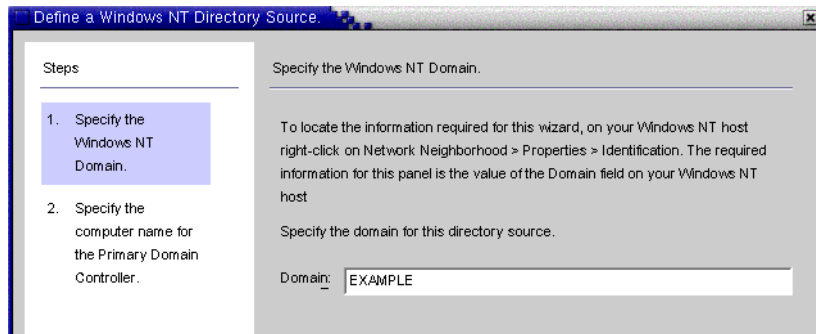 Define a Windows NT Directory Source.
Steps
1. Specify the
Windows NT
Domain.
2. Specify the
computer name for
the Primary Domain
Controller.
Specify the Windows NT Domain.
To locate the information required for this wizard, on your Windows NT host
right-click on Network Neighborhood > Properties > Identification. The required
information for this panel is the value of the Domain field on your Windows NT
host
Specify the domain for this directory source.
Domain: EXAMPLE